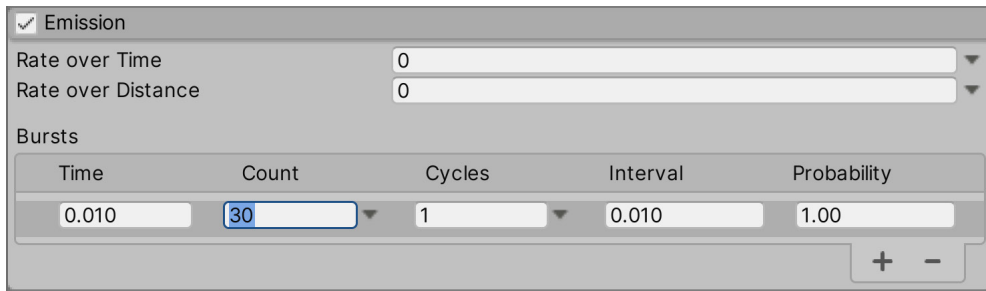 Emission
Rate over Time 0
Rate over Distance 0
Bursts
Time Count Cycles Interval Probability
0.010 30 1 0.010 1.00
+ −